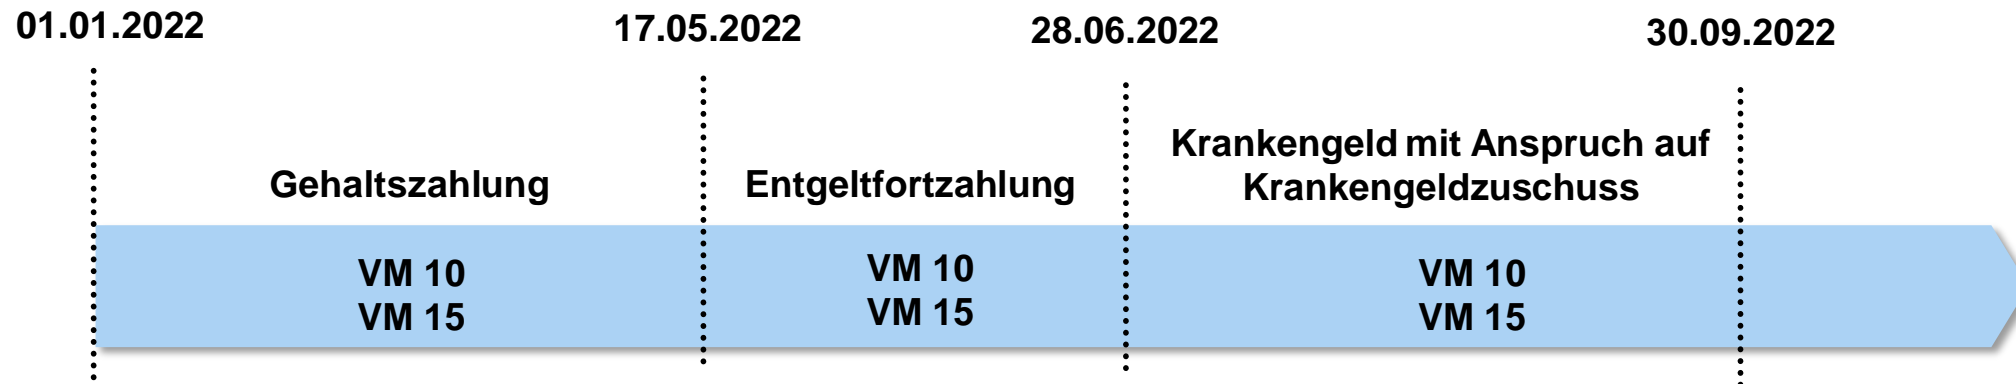 01.01.2022
17.05.2022
28.06.2022
30.09.2022
Gehaltszahlung
Entgeltfortzahlung
Krankengeld mit Anspruch auf
Krankengeldzuschuss
VM 10
VM 15
VM 10
VM 15
VM 10
VM 15